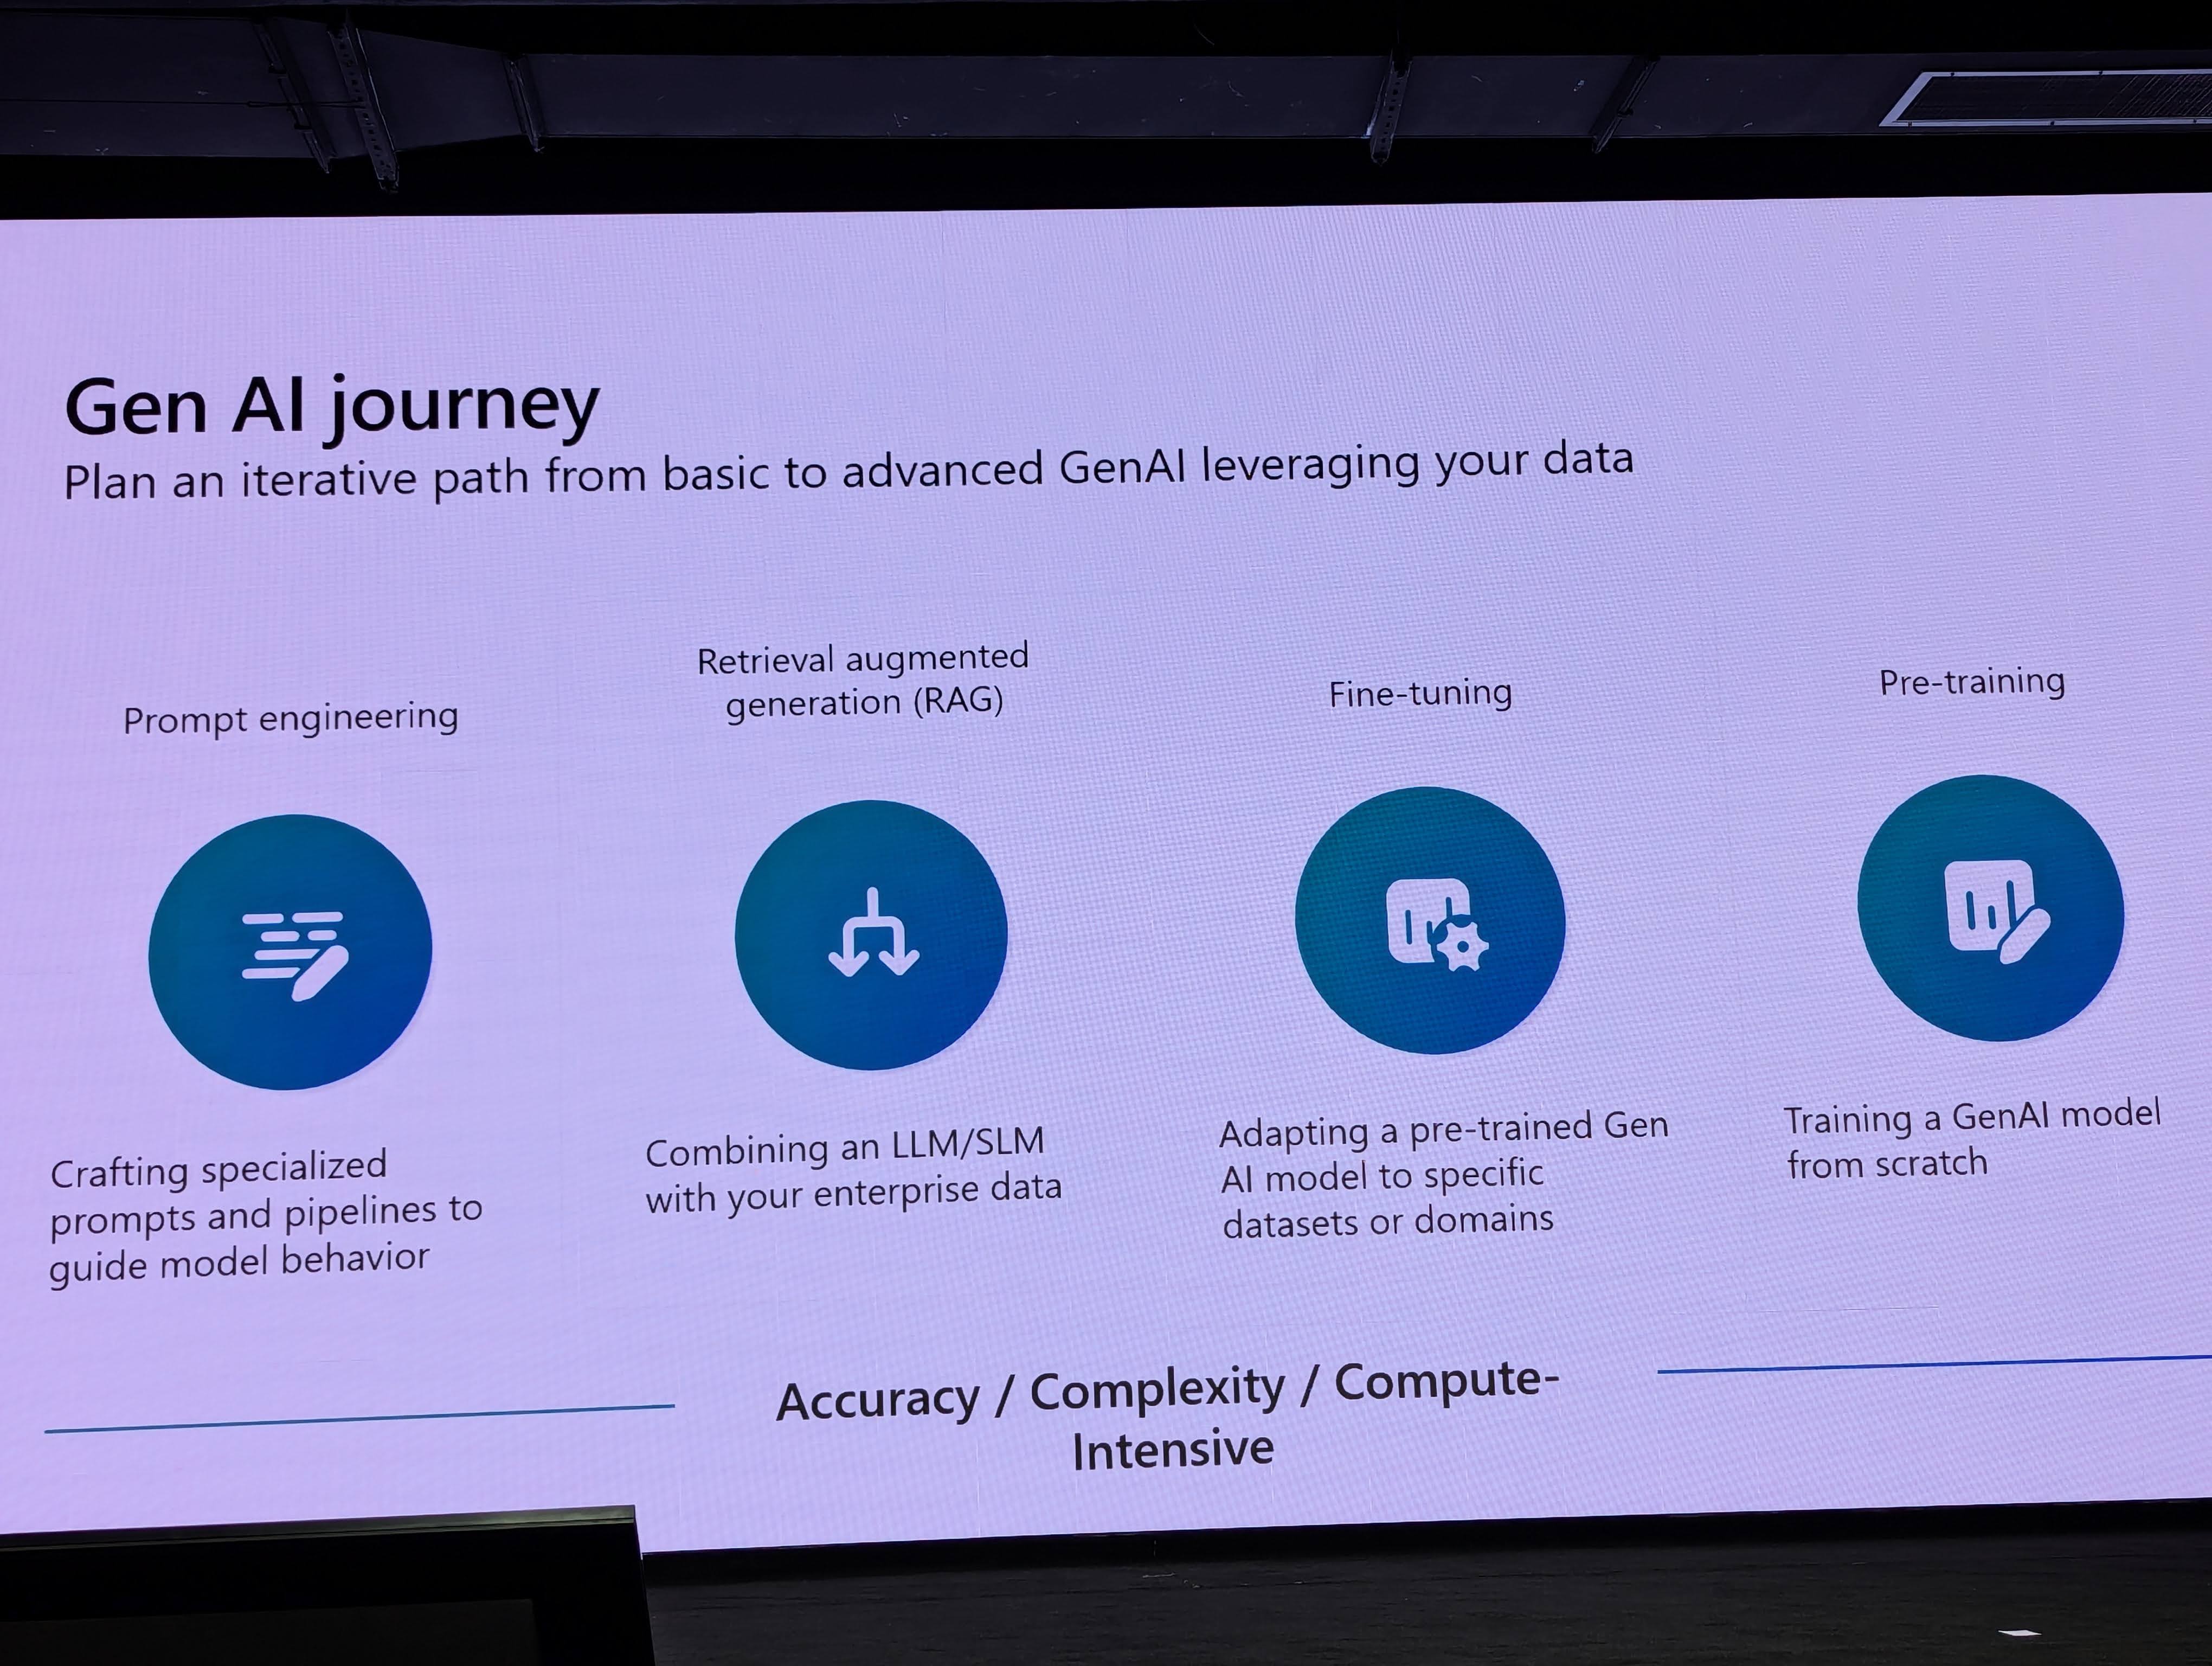 Gen AI journey
Plan an iterative path from basic to advanced GenAI leveraging your data
Prompt engineering
Crafting specialized
prompts and pipelines to
guide model behavior
Retrieval augmented
generation (RAG)
Combining an LLM/SLM
with your enterprise data
Fine-tuning
Adapting a pre-trained Gen
AI model to specific
datasets or domains
Pre-training
Training a GenAI model
from scratch
Accuracy / Complexity / Compute-
Intensive